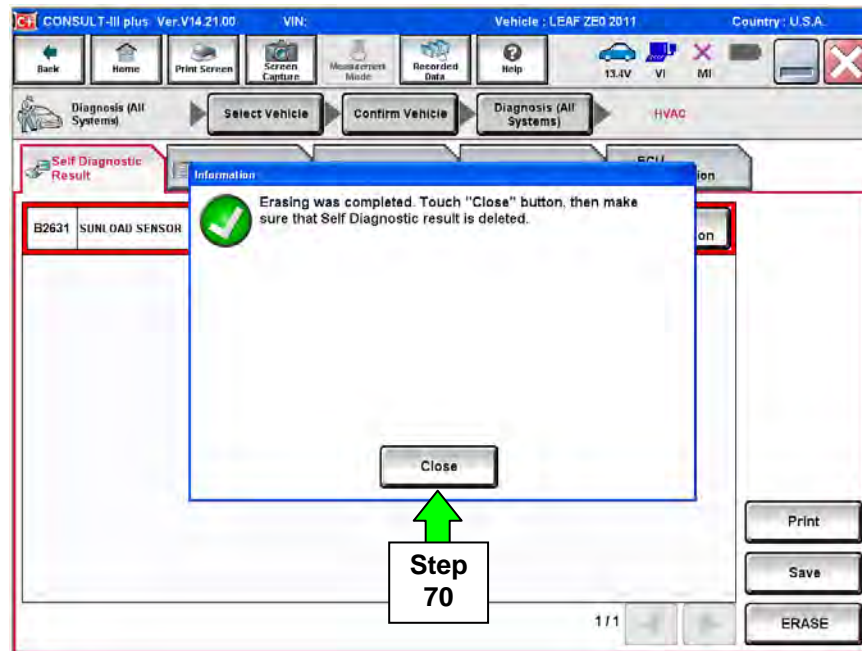 C+ CONSULT-III plus Ver.V14.21.00 VIN: Vehicle : LEAF ZE0 2011 Country : U.S.A.
Back Home Print Screen Screen Capture Measurement Mode Recorded Data Help 13.4V VI MI
Diagnosis (All Systems) Select Vehicle Confirm Vehicle Diagnosis (All Systems) HVAC
Self Diagnostic Result
ECU
ion
Information
Erasing was completed. Touch "Close" button, then make
sure that Self Diagnostic result is deleted.
B2631 SUNLOAD SENSOR
on
Close
Step
70
Print
Save
1/1
ERASE